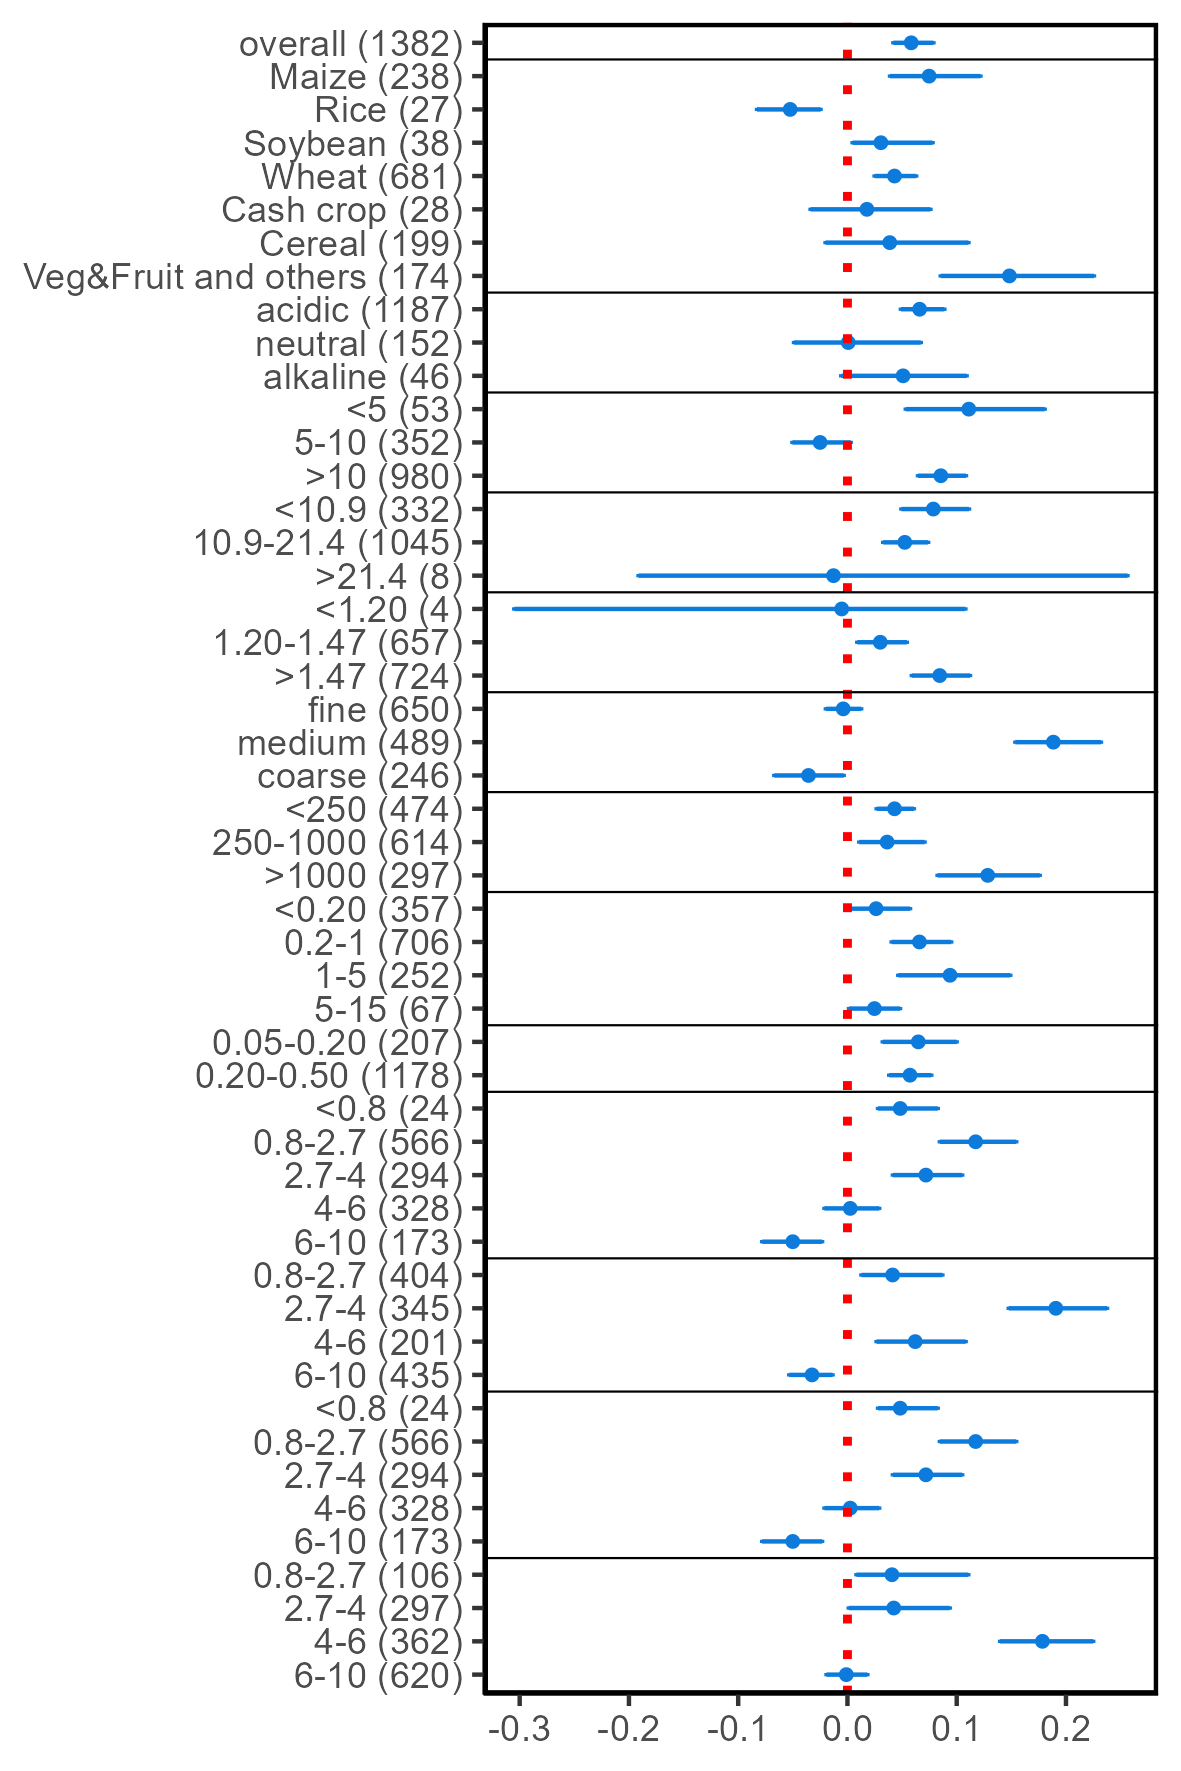 overall (1382)
Maize (238)
Rice (27)
Soybean (38)
Wheat (681)
Cash crop (28)
Cereal (199)
Veg&Fruit and others (174)
acidic (1187)
neutral (152)
alkaline (46)
<5 (53)
5-10 (352)
>10 (980)
<10.9 (332)
10.9-21.4 (1045)
>21.4 (8)
<1.20 (4)
1.20-1.47 (657)
>1.47 (724)
fine (650)
medium (489)
coarse (246)
<250 (474)
250-1000 (614)
>1000 (297)
<0.20 (357)
0.2-1 (706)
1-5 (252)
5-15 (67)
0.05-0.20 (207)
0.20-0.50 (1178)
<0.8 (24)
0.8-2.7 (566)
2.7-4 (294)
4-6 (328)
6-10 (173)
0.8-2.7 (404)
2.7-4 (345)
4-6 (201)
6-10 (435)
<0.8 (24)
0.8-2.7 (566)
2.7-4 (294)
4-6 (328)
6-10 (173)
0.8-2.7 (106)
2.7-4 (297)
4-6 (362)
6-10 (620)
-0.3 -0.2 -0.1 0.0 0.1 0.2